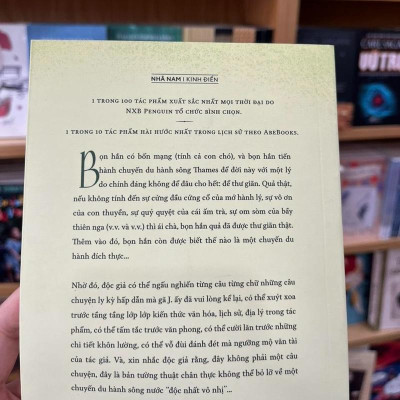 NHÃ NAM | KINH ĐIỂN
1 TRONG 100 TÁC PHẨM XUẤT SẮC NHẤT MỌI THỜI ĐẠI DO
NXB PENGUIN TỔ CHỨC BÌNH CHỌN.
1 TRONG 10 TÁC PHẨM HÀI HƯỚC NHẤT TRONG LỊCH SỬ THEO ABEBOOKS.
Bọn hắn có bốn mạng (tính cả con chó), và bọn hắn tiến
hành chuyến du hành sông Thames để đời này với một lý
do chính đáng không để đâu cho hết: để thư giãn. Quả thật,
nếu không tính đến sự cứng đầu cứng cổ của mớ hành lý, sự vô ơn
của con thuyền, sự quỷ quyệt của cái ấm trà, sự om sòm của bầy
thiên nga (v.v. và v.v.) thì ái chà, bọn hắn quả đã được thư giãn thật.
Thêm vào đó, bọn hắn còn được biết thế nào là một chuyến du
hành đích thực...
Nhờ đó, độc giả có thể ngấu nghiến từng câu từng chữ những câu
chuyện ly kỳ hấp dẫn mà gã J. ấy đã vui lòng kể lại, có thể xuýt xoa
trước tầng tầng lớp lớp kiến thức văn hóa, lịch sử, địa lý trong tác
phẩm, có thể tấm tắc trước văn phong, có thể cười lăn trước những
chi tiết khôn lường, có thể vỗ đùi đánh đét mà ngưỡng mộ vận tài
của tác giả. Và, xin nhắc độc giả rằng, đây không phải một câu
chuyện, đây là bản tường thuật chân thực không thể bỏ lỡ về một
chuyến du hành sông nước "độc nhất vô nhị"...